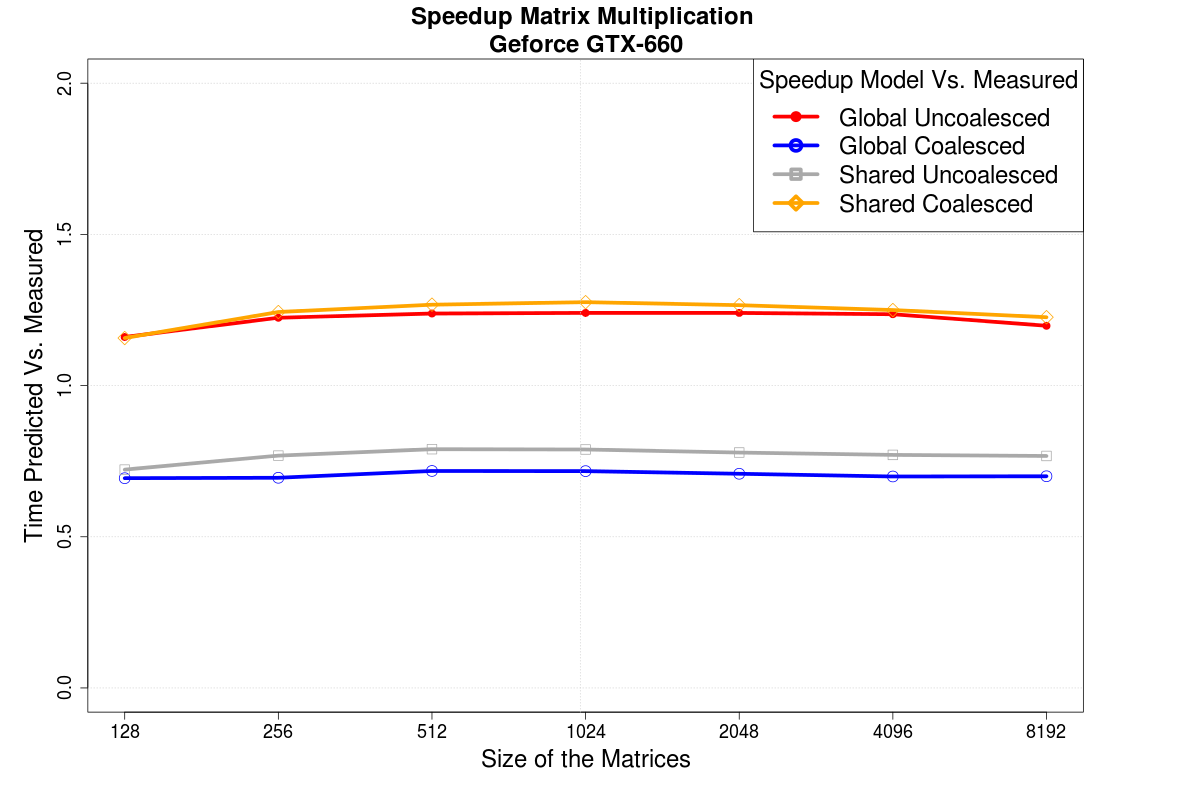 Speedup Matrix Multiplication
Geforce GTX-660
Speedup Model Vs. Measured
Global Uncoalesced
Global Coalesced
Shared Uncoalesced
Shared Coalesced
Time Predicted Vs. Measured
2.0
1.5
1.0
0.5
0.0
128 256 512 1024 2048 4096 8192
Size of the Matrices